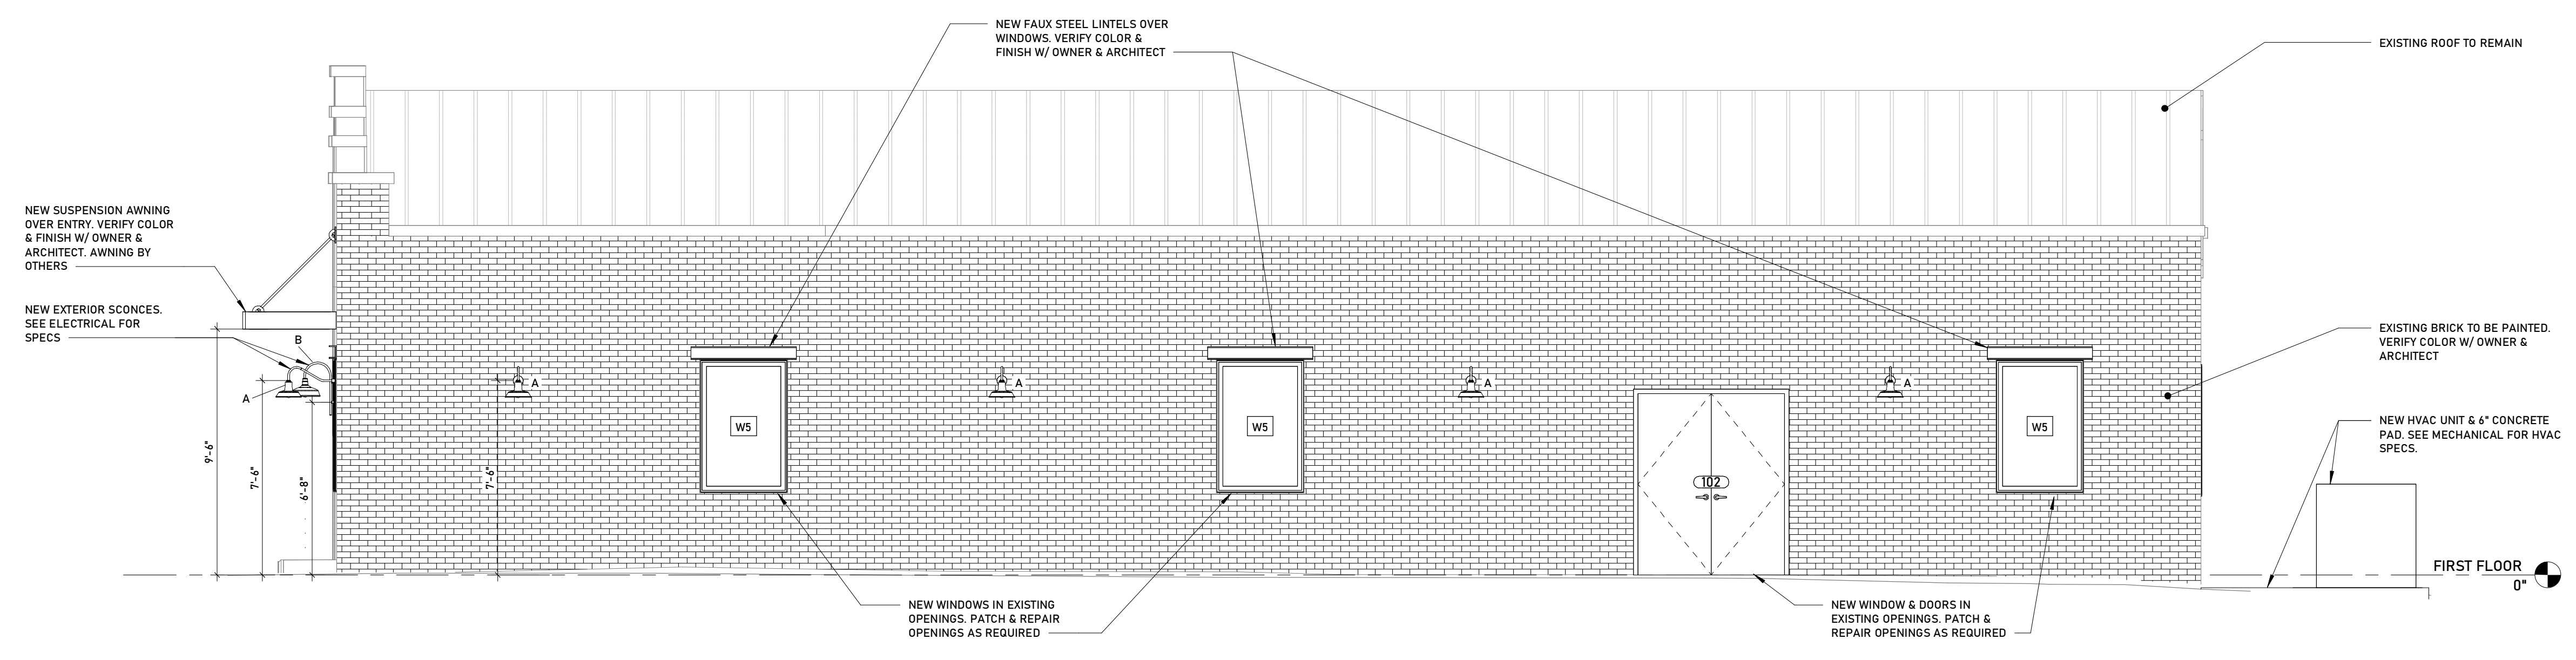 NEW FAUX STEEL LINTELS OVER
WINDOWS. VERIFY COLOR &
FINISH W/ OWNER & ARCHITECT
EXISTING ROOF TO REMAIN
NEW SUSPENSION AWNING
OVER ENTRY. VERIFY COLOR
& FINISH W/ OWNER &
ARCHITECT. AWNING BY
OTHERS
NEW EXTERIOR SCONCES.
SEE ELECTRICAL FOR
SPECS
B
A
9'-6"
7'-6"
6'-8"
7'-6"
A
A
A
A
W5
W5
W5
102
EXISTING BRICK TO BE PAINTED.
VERIFY COLOR W/ OWNER &
ARCHITECT
NEW HVAC UNIT & 6" CONCRETE
PAD. SEE MECHANICAL FOR HVAC
SPECS.
FIRST FLOOR
0"
NEW WINDOWS IN EXISTING
OPENINGS. PATCH & REPAIR
OPENINGS AS REQUIRED
NEW WINDOW & DOORS IN
EXISTING OPENINGS. PATCH &
REPAIR OPENINGS AS REQUIRED